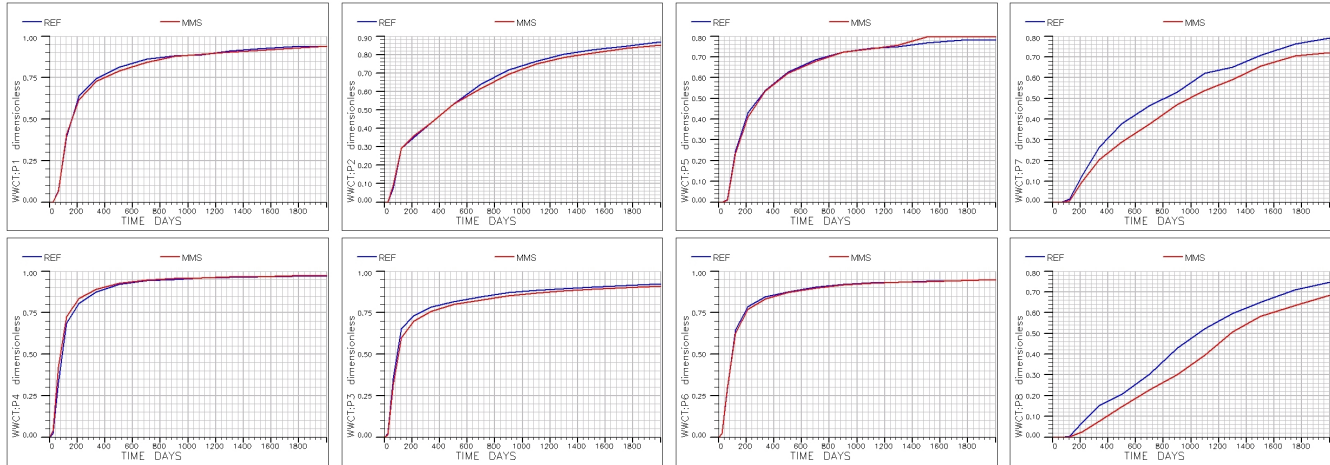 REF MMS
WWCT:P1 dimensionless
1.00
0.75
0.50
0.25
0.00
0 200 400 600 800 1000 1200 1400 1600 1800
TIME DAYS
REF MMS
WWCT:P2 dimensionless
0.90
0.80
0.70
0.60
0.50
0.40
0.30
0.20
0.10
0 200 400 600 800 1000 1200 1400 1600 1800
TIME DAYS
REF MMS
WWCT:P5 dimensionless
0.80
0.70
0.60
0.50
0.40
0.30
0.20
0.10
0.00
0 200 400 600 800 1000 1200 1400 1600 1800
TIME DAYS
REF MMS
WWCT:P7 dimensionless
0.80
0.70
0.60
0.50
0.40
0.30
0.20
0.10
0.00
0 200 400 600 800 1000 1200 1400 1600 1800
TIME DAYS
REF MMS
WWCT:P4 dimensionless
1.00
0.75
0.50
0.25
0.00
0 200 400 600 800 1000 1200 1400 1600 1800
TIME DAYS
REF MMS
WWCT:P3 dimensionless
1.00
0.75
0.50
0.25
0.00
0 200 400 600 800 1000 1200 1400 1600 1800
TIME DAYS
REF MMS
WWCT:P6 dimensionless
1.00
0.75
0.50
0.25
0.00
0 200 400 600 800 1000 1200 1400 1600 1800
TIME DAYS
REF MMS
WWCT:P8 dimensionless
0.80
0.70
0.60
0.50
0.40
0.30
0.20
0.10
0.00
0 200 400 600 800 1000 1200 1400 1600 1800
TIME DAYS